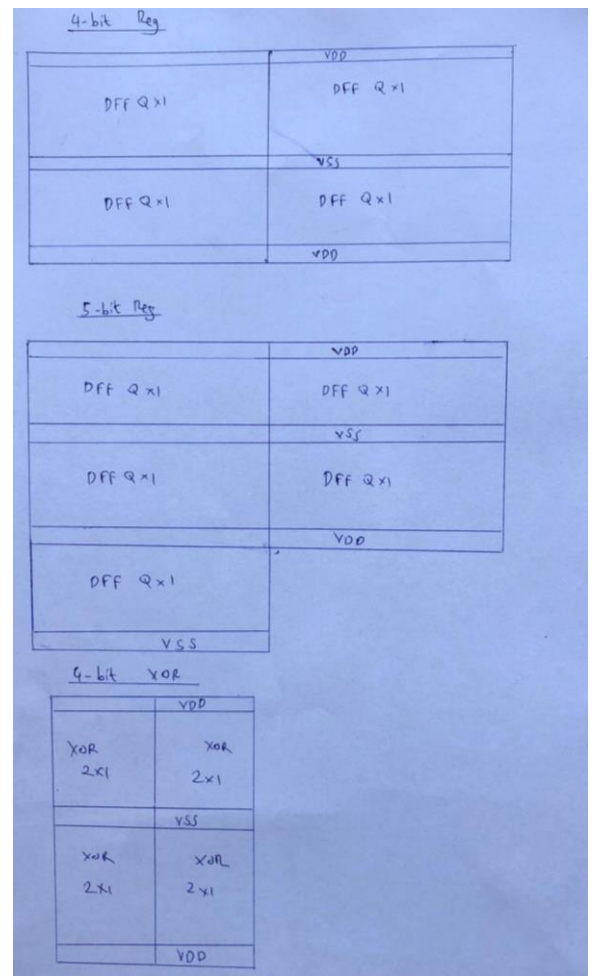 4-bit Reg
VDD
DFF Q×1 DFF Q×1
VSS
DFF Q×1 DFF Q×1
VDD
5-bit Reg
VDD
DFF Q×1 DFF Q×1
VSS
DFF Q×1 DFF Q×1
VDD
DFF Q×1
VSS
4-bit XOR
VDD
XOR XOR
2×1 2×1
VSS
XOR XOR
2×1 2×1
VDD